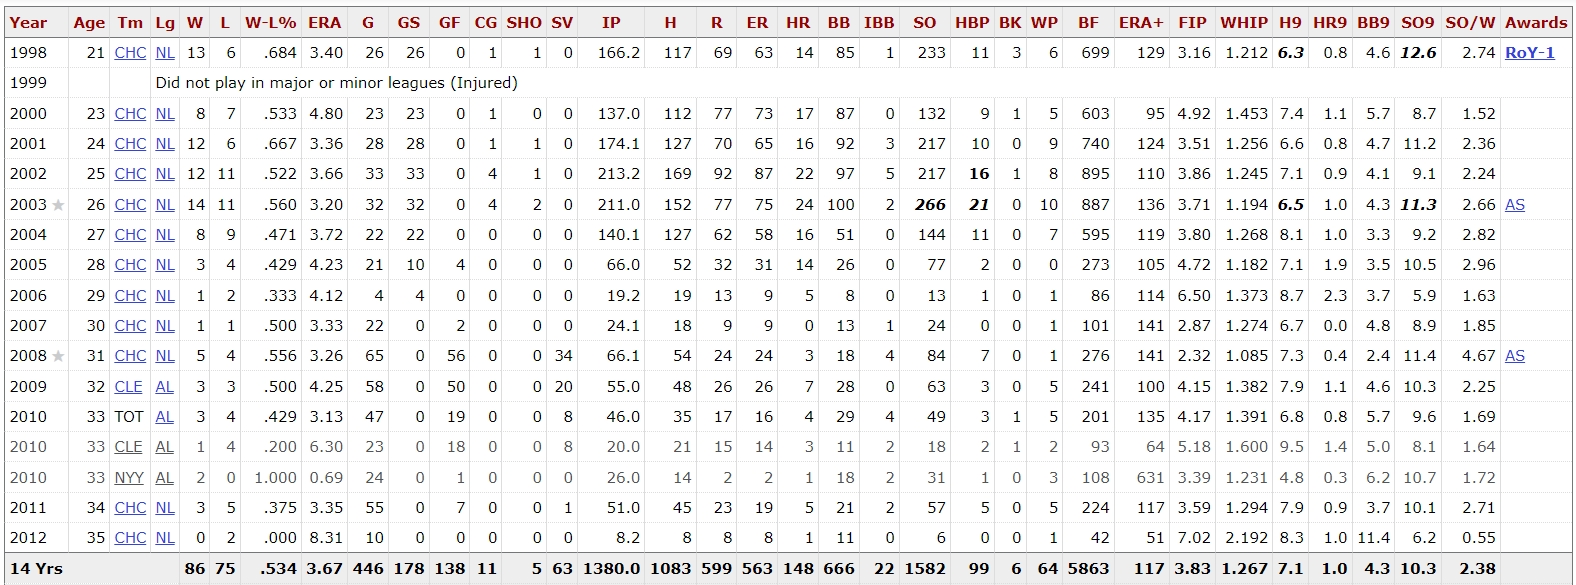 Year Age Tm Lg W L W-L% ERA G GS GF CG SHO SV IP H R ER HR BB IBB SO HBP BK WP BF ERA+ FIP WHIP H9 HR9 BB9 SO9 SO/W Awards
1998 21 CHC NL 13 6 .684 3.40 26 26 0 1 1 0 166.2 117 69 63 14 85 1 233 11 3 6 699 129 3.16 1.212 6.3 0.8 4.6 12.6 2.74 RoY-1
1999 Did not play in major or minor leagues (Injured)
2000 23 CHC NL 8 7 .533 4.80 23 23 0 1 0 0 137.0 112 77 73 17 87 0 132 9 1 5 603 95 4.92 1.453 7.4 1.1 5.7 8.7 1.52
2001 24 CHC NL 12 6 .667 3.36 28 28 0 1 1 0 174.1 127 70 65 16 92 3 217 10 0 9 740 124 3.51 1.256 6.6 0.8 4.7 11.2 2.36
2002 25 CHC NL 12 11 .522 3.66 33 33 0 4 1 0 213.2 169 92 87 22 97 5 217 16 1 8 895 110 3.86 1.245 7.1 0.9 4.1 9.1 2.24
2003 ★ 26 CHC NL 14 11 .560 3.20 32 32 0 4 2 0 211.0 152 77 75 24 100 2 266 21 0 10 887 136 3.71 1.194 6.5 1.0 4.3 11.3 2.66 AS
2004 27 CHC NL 8 9 .471 3.72 22 22 0 0 0 0 140.1 127 62 58 16 51 0 144 11 0 7 595 119 3.80 1.268 8.1 1.0 3.3 9.2 2.82
2005 28 CHC NL 3 4 .429 4.23 21 10 4 0 0 0 66.0 52 32 31 14 26 0 77 2 0 0 273 105 4.72 1.182 7.1 1.9 3.5 10.5 2.96
2006 29 CHC NL 1 2 .333 4.12 4 4 0 0 0 0 19.2 19 13 9 5 8 0 13 1 0 1 86 114 6.50 1.373 8.7 2.3 3.7 5.9 1.63
2007 30 CHC NL 1 1 .500 3.33 22 0 2 0 0 0 24.1 18 9 9 0 13 1 24 0 0 1 101 141 2.87 1.274 6.7 0.0 4.8 8.9 1.85
2008 ★ 31 CHC NL 5 4 .556 3.26 65 0 56 0 0 34 66.1 54 24 24 3 18 4 84 7 0 1 276 141 2.32 1.085 7.3 0.4 2.4 11.4 4.67 AS
2009 32 CLE AL 3 3 .500 4.25 58 0 50 0 0 20 55.0 48 26 26 7 28 0 63 3 0 5 241 100 4.15 1.382 7.9 1.1 4.6 10.3 2.25
2010 33 TOT AL 3 4 .429 3.13 47 0 19 0 0 8 46.0 35 17 16 4 29 4 49 3 1 5 201 135 4.17 1.391 6.8 0.8 5.7 9.6 1.69
2010 33 CLE AL 1 4 .200 6.30 23 0 18 0 0 8 20.0 21 15 14 3 11 2 18 2 1 2 93 64 5.18 1.600 9.5 1.4 5.0 8.1 1.64
2010 33 NYY AL 2 0 1.000 0.69 24 0 1 0 0 0 26.0 14 2 2 1 18 2 31 1 0 3 108 631 3.39 1.231 4.8 0.3 6.2 10.7 1.72
2011 34 CHC NL 3 5 .375 3.35 55 0 7 0 0 1 51.0 45 23 19 5 21 2 57 5 0 5 224 117 3.59 1.294 7.9 0.9 3.7 10.1 2.71
2012 35 CHC NL 0 2 .000 8.31 10 0 0 0 0 0 8.2 8 8 8 1 11 0 6 0 0 1 42 51 7.02 2.192 8.3 1.0 11.4 6.2 0.55
14 Yrs 86 75 .534 3.67 446 178 138 11 5 63 1380.0 1083 599 563 148 666 22 1582 99 6 64 5863 117 3.83 1.267 7.1 1.0 4.3 10.3 2.38